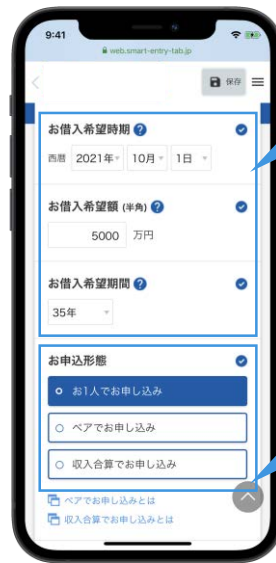 9:41
web.smart-entry-tab.jp
保存
お借入希望時期 ?
西暦 2021年 10月 1日
お借入希望額 (半角) ?
5000 万円
お借入希望期間 ?
35年
お申込形態
お1人でお申し込み
ペアでお申し込み
収入合算でお申し込み
ペアでお申し込みとは
収入合算でお申し込みとは